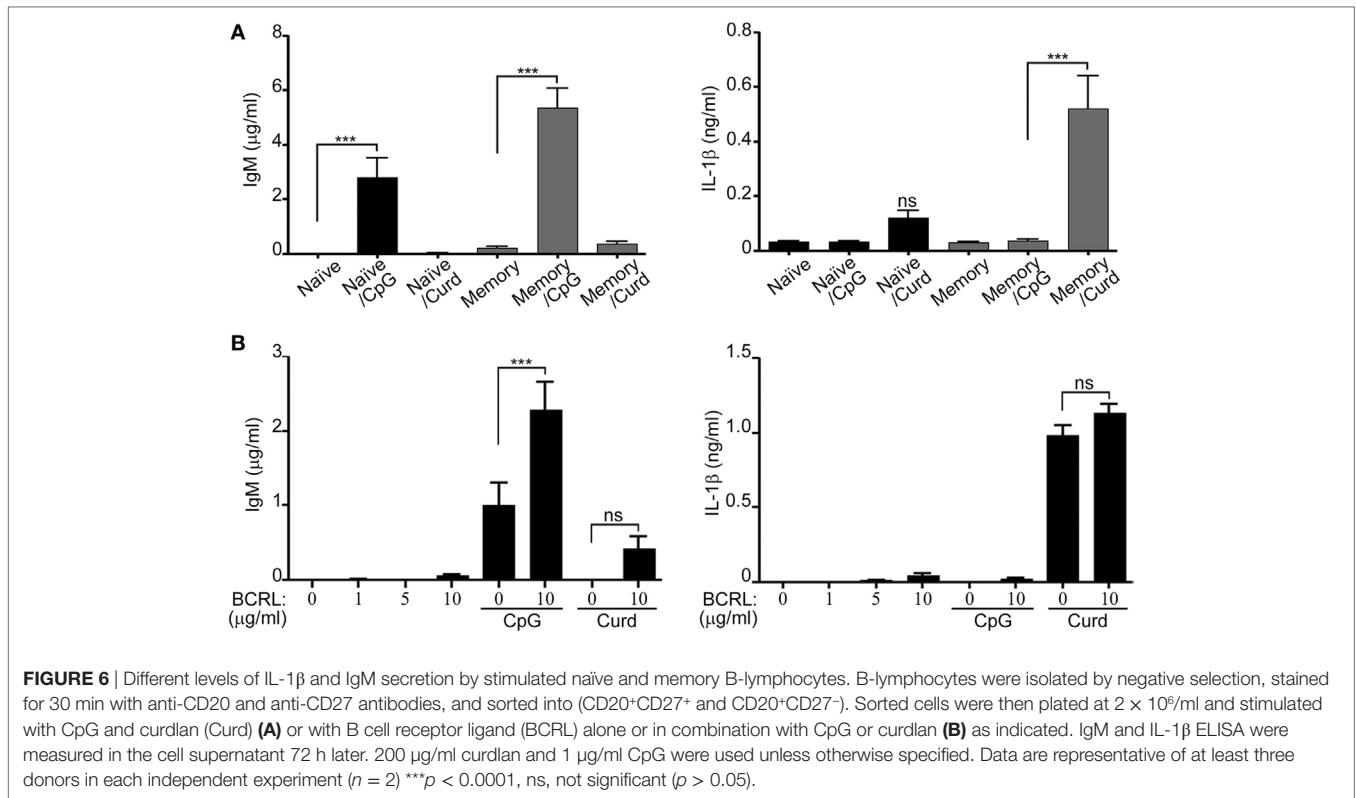 A
IgM (µg/ml)
8
6
4
2
0
***
***
Naïve
Naïve
/CpG
Naïve
/Curd
Memory
Memory
/CpG
Memory
/Curd
IL-1β (ng/ml)
0.8
0.6
0.4
0.2
0
ns
***
Naïve
Naïve
/CpG
Naïve
/Curd
Memory
Memory
/CpG
Memory
/Curd
B
IgM (µg/ml)
3
2
1
0
***
ns
BCRL: 0 1 5 10 0 10 0 10
(µg/ml) CpG Curd
IL-1β (ng/ml)
1.5
1.0
0.5
0
ns
BCRL: 0 1 5 10 0 10 0 10
(µg/ml) CpG Curd
FIGURE 6 | Different levels of IL-1β and IgM secretion by stimulated naïve and memory B-lymphocytes. B-lymphocytes were isolated by negative selection, stained
for 30 min with anti-CD20 and anti-CD27 antibodies, and sorted into (CD20⁺CD27⁺ and CD20⁺CD27⁻). Sorted cells were then plated at 2 × 10⁶/ml and stimulated
with CpG and curdlan (Curd) (A) or with B cell receptor ligand (BCRL) alone or in combination with CpG or curdlan (B) as indicated. IgM and IL-1β ELISA were
measured in the cell supernatant 72 h later. 200 µg/ml curdlan and 1 µg/ml CpG were used unless otherwise specified. Data are representative of at least three
donors in each independent experiment (n = 2) ***p < 0.0001, ns, not significant (p > 0.05).